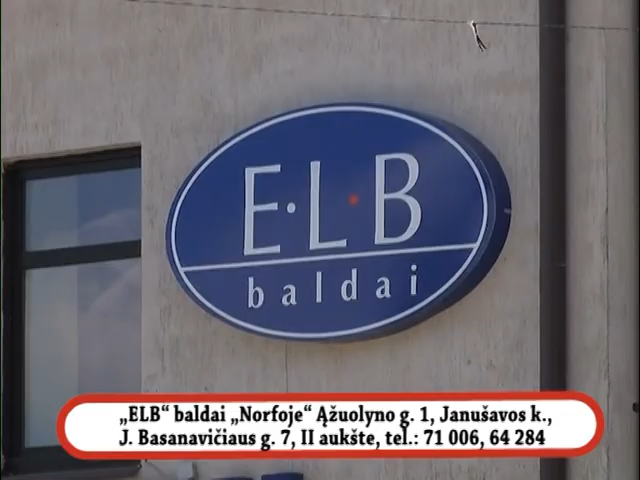 E·L·B
baldai
„ELB“ baldai „Norfoje“ Ąžuolyno g. 1, Janušavos k.,
J. Basanavičiaus g. 7, II aukšte, tel.: 71 006, 64 284